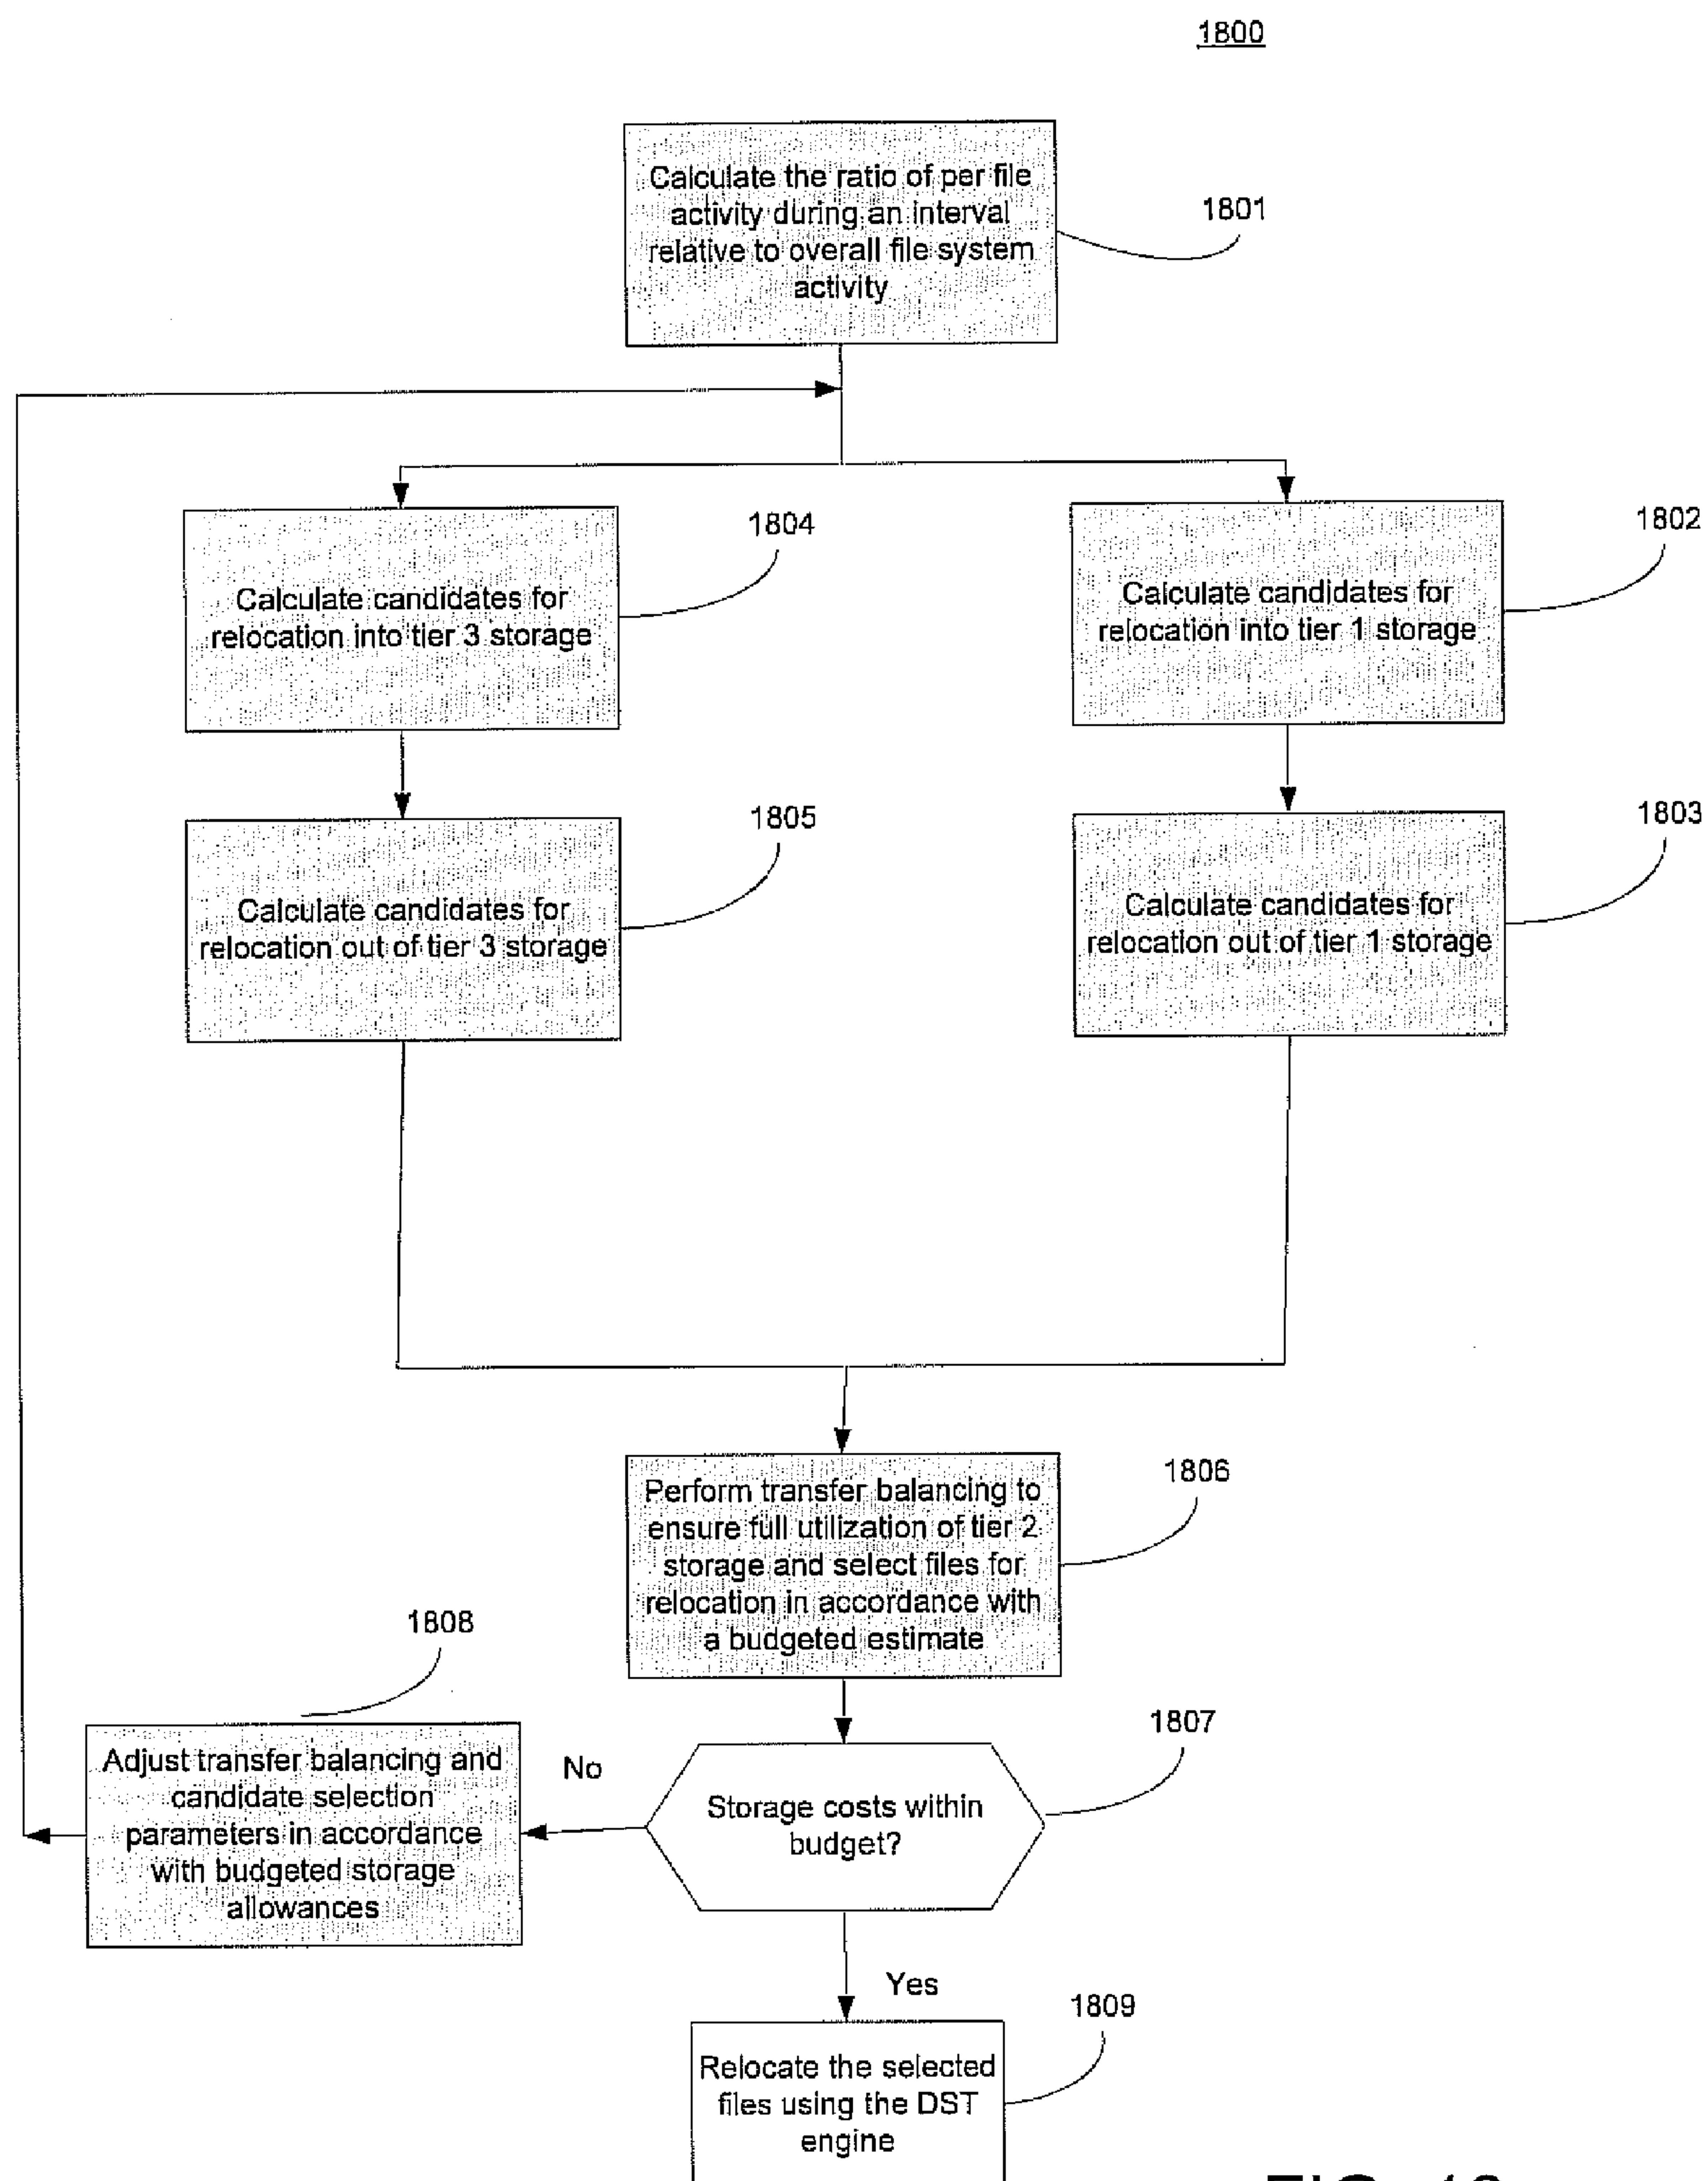 1800
Calculate the ratio of per file
activity during an interval
relative to overall file system
activity
1801
1804
Calculate candidates for
relocation into tier 3 storage
1802
Calculate candidates for
relocation into tier 1 storage
1805
Calculate candidates for
relocation out of tier 3 storage
1803
Calculate candidates for
relocation out of tier 1 storage
1806
Perform transfer balancing to
ensure full utilization of tier 2
storage and select files for
relocation in accordance with
a budgeted estimate
1808
Adjust transfer balancing and
candidate selection
parameters in accordance
with budgeted storage
allowances
No
1807
Storage costs within
budget?
Yes
1809
Relocate the selected
files using the DST
engine